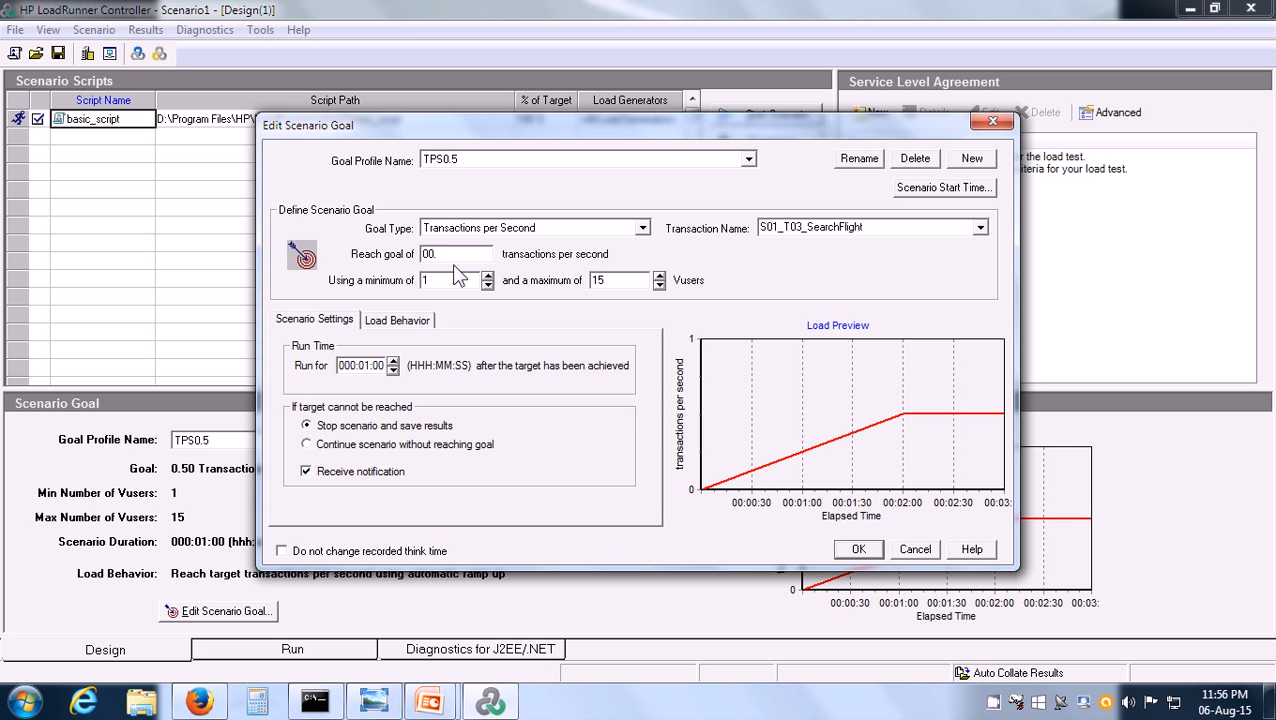 HP LoadRunner Controller - Scenario1 - [Design(1)]
File View Scenario Results Diagnostics Tools Help
Scenario Scripts
Service Level Agreement
Script Name Script Path % of Target Load Generators
New Details Edit Delete Advanced
basic_script D:\Program Files\HP\
the load test.
criteria for your load test.
Edit Scenario Goal
Goal Profile Name: TPS0.5 Rename Delete New
Scenario Start Time...
Define Scenario Goal
Goal Type: Transactions per Second Transaction Name: S01_T03_SearchFlight
Reach goal of 00. transactions per second
Using a minimum of 1 and a maximum of 15 Vusers
Scenario Settings Load Behavior
Run Time
Run for 000:01:00 (HHH:MM:SS) after the target has been achieved
If target cannot be reached
Stop scenario and save results
Continue scenario without reaching goal
Receive notification
Do not change recorded think time
Load Preview
1
transactions per second
0
00:00:30 00:01:00 00:01:30 00:02:00 00:02:30 00:03:
Elapsed Time
OK Cancel Help
Scenario Goal
Goal Profile Name: TPS0.5
Goal: 0.50 Transactio
Min Number of Vusers: 1
Max Number of Vusers: 15
Scenario Duration: 000:01:00 (hhh:
Load Behavior: Reach target transactions per second using automatic ramp up
Edit Scenario Goal...
0
00:00:30 00:01:00 00:01:30 00:02:00 00:02:30 00:03:
Elapsed Time
Design Run Diagnostics for J2EE/.NET
Auto Collate Results
11:56 PM
06-Aug-15